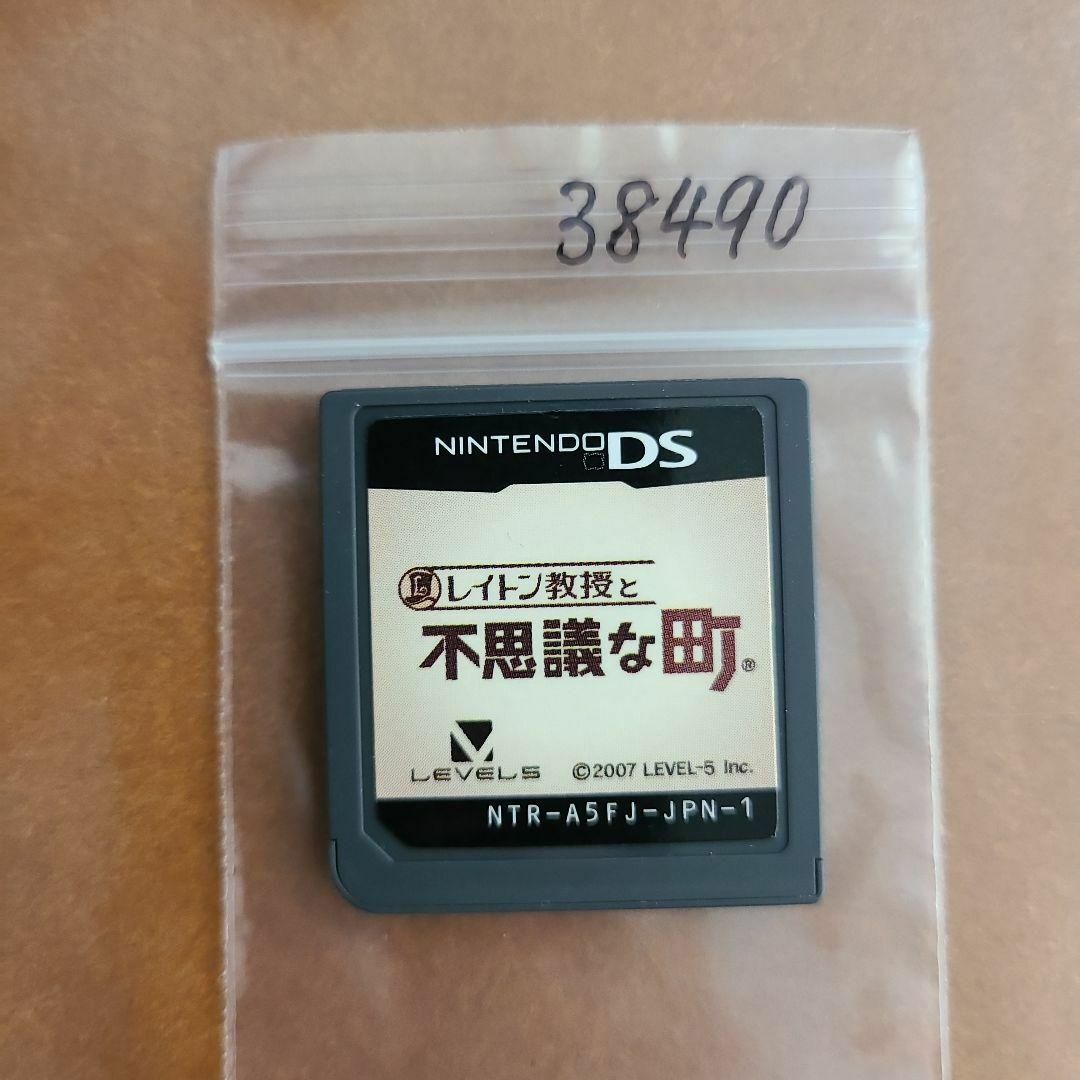 38490
NINTENDO DS
レイトン教授と
不思議な町®
LEVEL5 ©2007 LEVEL-5 Inc.
NTR-A5FJ-JPN-1